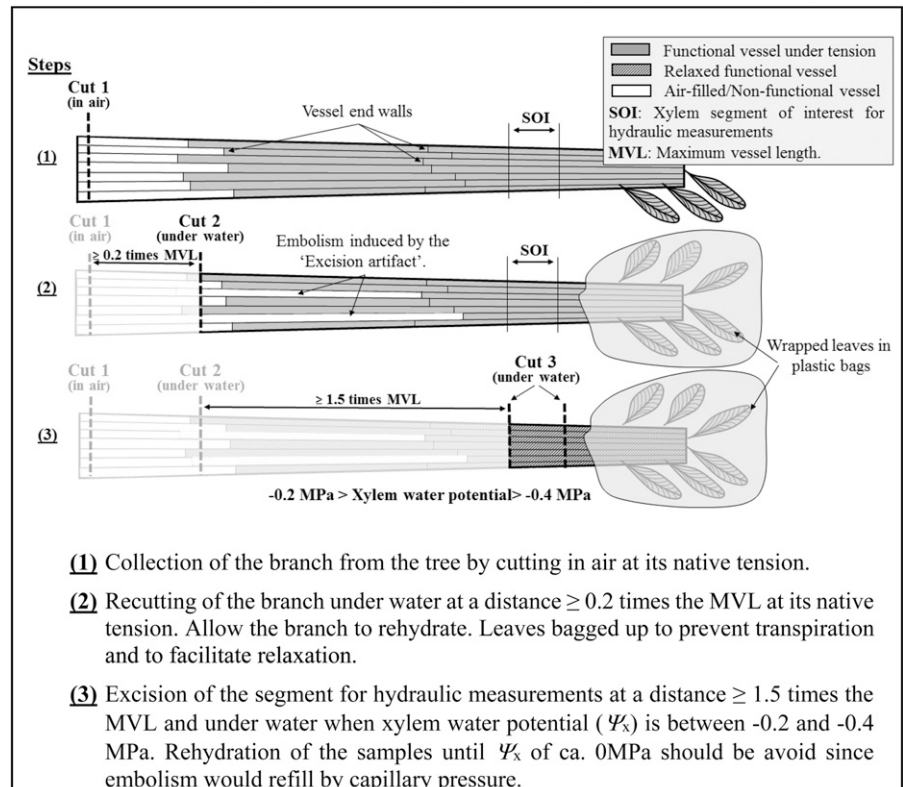 Steps
Cut 1
(in air)
Vessel end walls
SOI
Functional vessel under tension
Relaxed functional vessel
Air-filled/Non-functional vessel
SOI: Xylem segment of interest for
hydraulic measurements
MVL: Maximum vessel length.
(1)
Cut 1
(in air)
≥ 0.2 times MVL
Cut 2
(under water)
Embolism induced by the
‘Excision artifact’.
SOI
(2)
Wrapped leaves in
plastic bags
Cut 1
(in air)
Cut 2
(under water)
≥ 1.5 times MVL
Cut 3
(under water)
(3)
-0.2 MPa > Xylem water potential> -0.4 MPa
(1) Collection of the branch from the tree by cutting in air at its native tension.
(2) Recutting of the branch under water at a distance ≥ 0.2 times the MVL at its native
tension. Allow the branch to rehydrate. Leaves bagged up to prevent transpiration
and to facilitate relaxation.
(3) Excision of the segment for hydraulic measurements at a distance ≥ 1.5 times the
MVL and under water when xylem water potential (Ψx) is between -0.2 and -0.4
MPa. Rehydration of the samples until Ψx of ca. 0MPa should be avoid since
embolism would refill by capillary pressure.